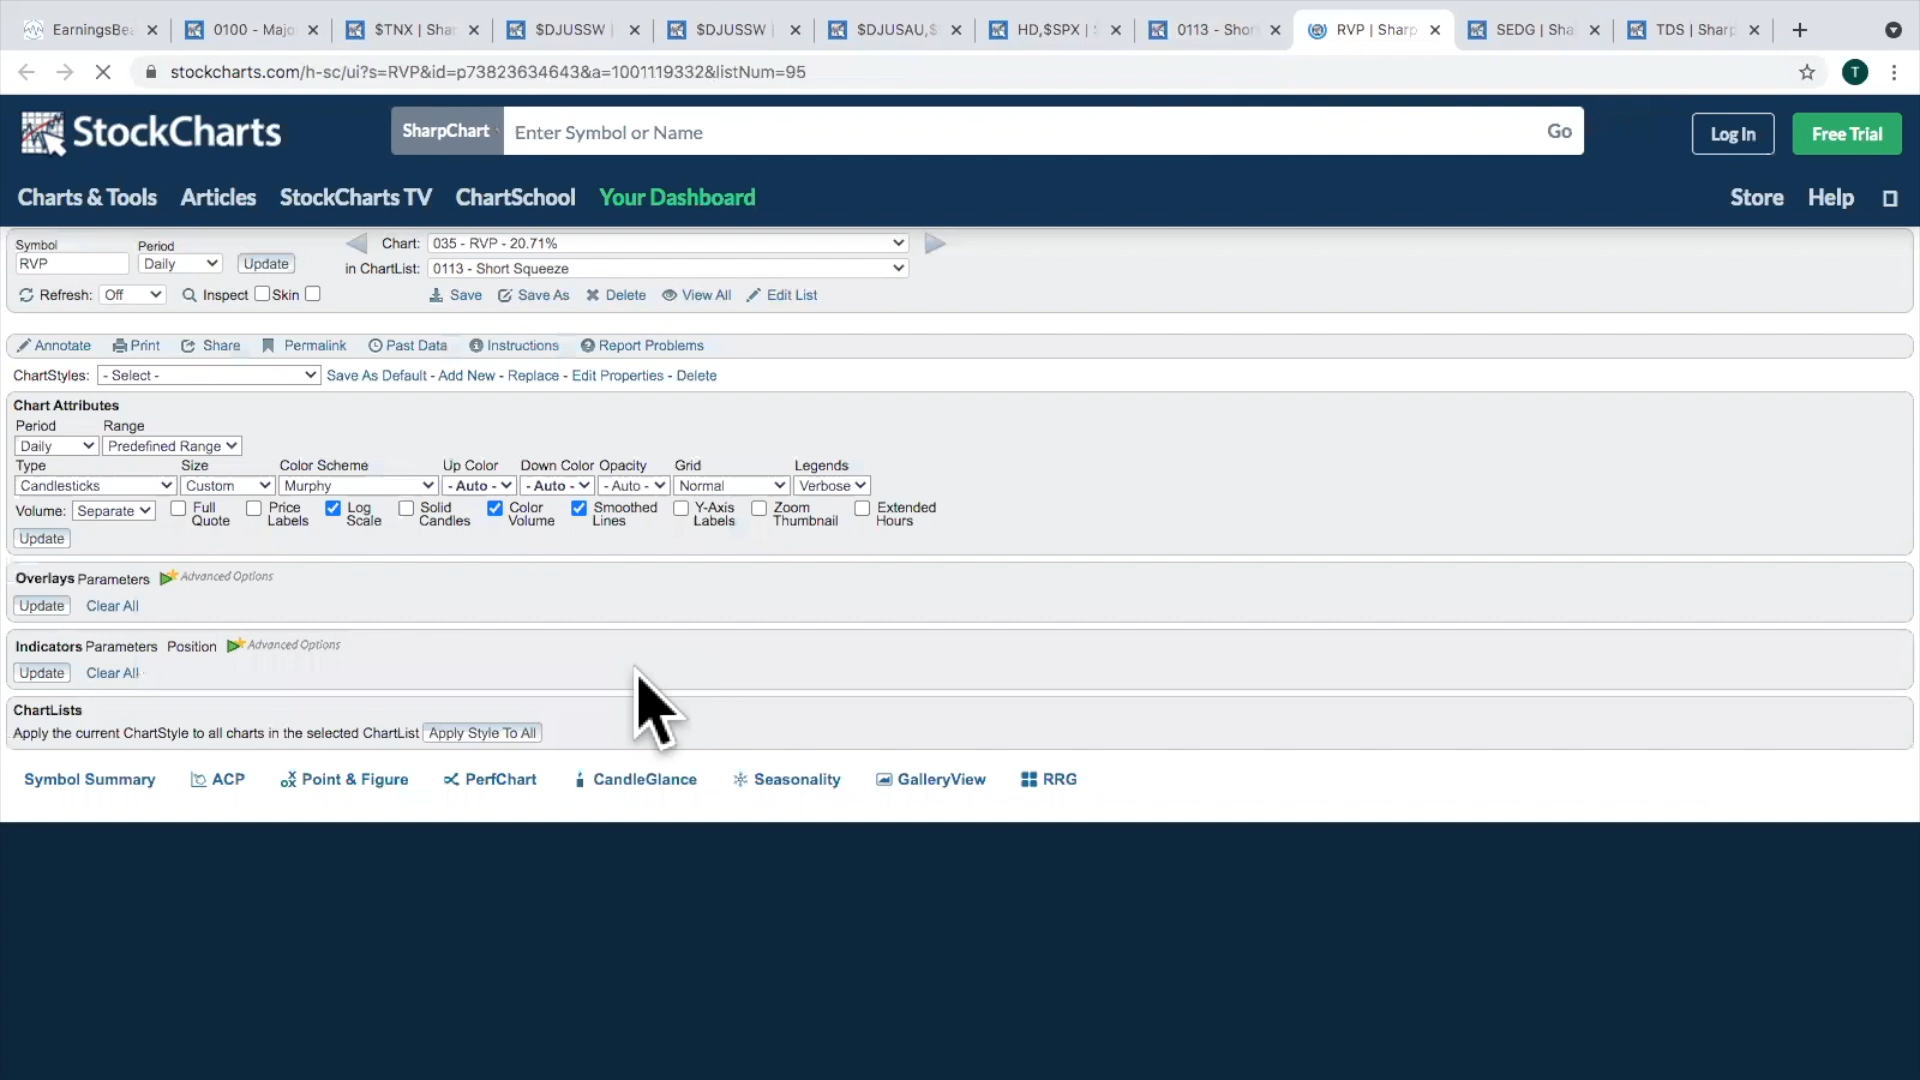 EarningsBea
0100 - Majo
$TNX | Shar
$DJUSSW |
$DJUSSW |
$DJUSAU,$
HD,$SPX | S
0113 - Shor
RVP | Sharp
SEDG | Sha
TDS | Sharp
stockcharts.com/h-sc/ui?s=RVP&id=p73823634643&a=1001119332&listNum=95
T
StockCharts
SharpChart
Enter Symbol or Name
Go
Log In
Free Trial
Charts & Tools Articles StockCharts TV ChartSchool Your Dashboard
Store Help
Symbol Period
RVP Daily Update
Chart: 035 - RVP - 20.71%
in ChartList: 0113 - Short Squeeze
Refresh: Off Inspect Skin
Save Save As Delete View All Edit List
Annotate Print Share Permalink Past Data Instructions Report Problems
ChartStyles: - Select - Save As Default - Add New - Replace - Edit Properties - Delete
Chart Attributes
Period Range
Daily Predefined Range
Type Size Color Scheme Up Color Down Color Opacity Grid Legends
Candlesticks Custom Murphy - Auto - - Auto - - Auto - Normal Verbose
Volume: Separate Full Quote Price Labels Log Scale Solid Candles Color Volume Smoothed Lines Y-Axis Labels Zoom Thumbnail Extended Hours
Update
Overlays Parameters Advanced Options
Update Clear All
Indicators Parameters Position Advanced Options
Update Clear All
ChartLists
Apply the current ChartStyle to all charts in the selected ChartList Apply Style To All
Symbol Summary ACP Point & Figure PerfChart CandleGlance Seasonality GalleryView RRG